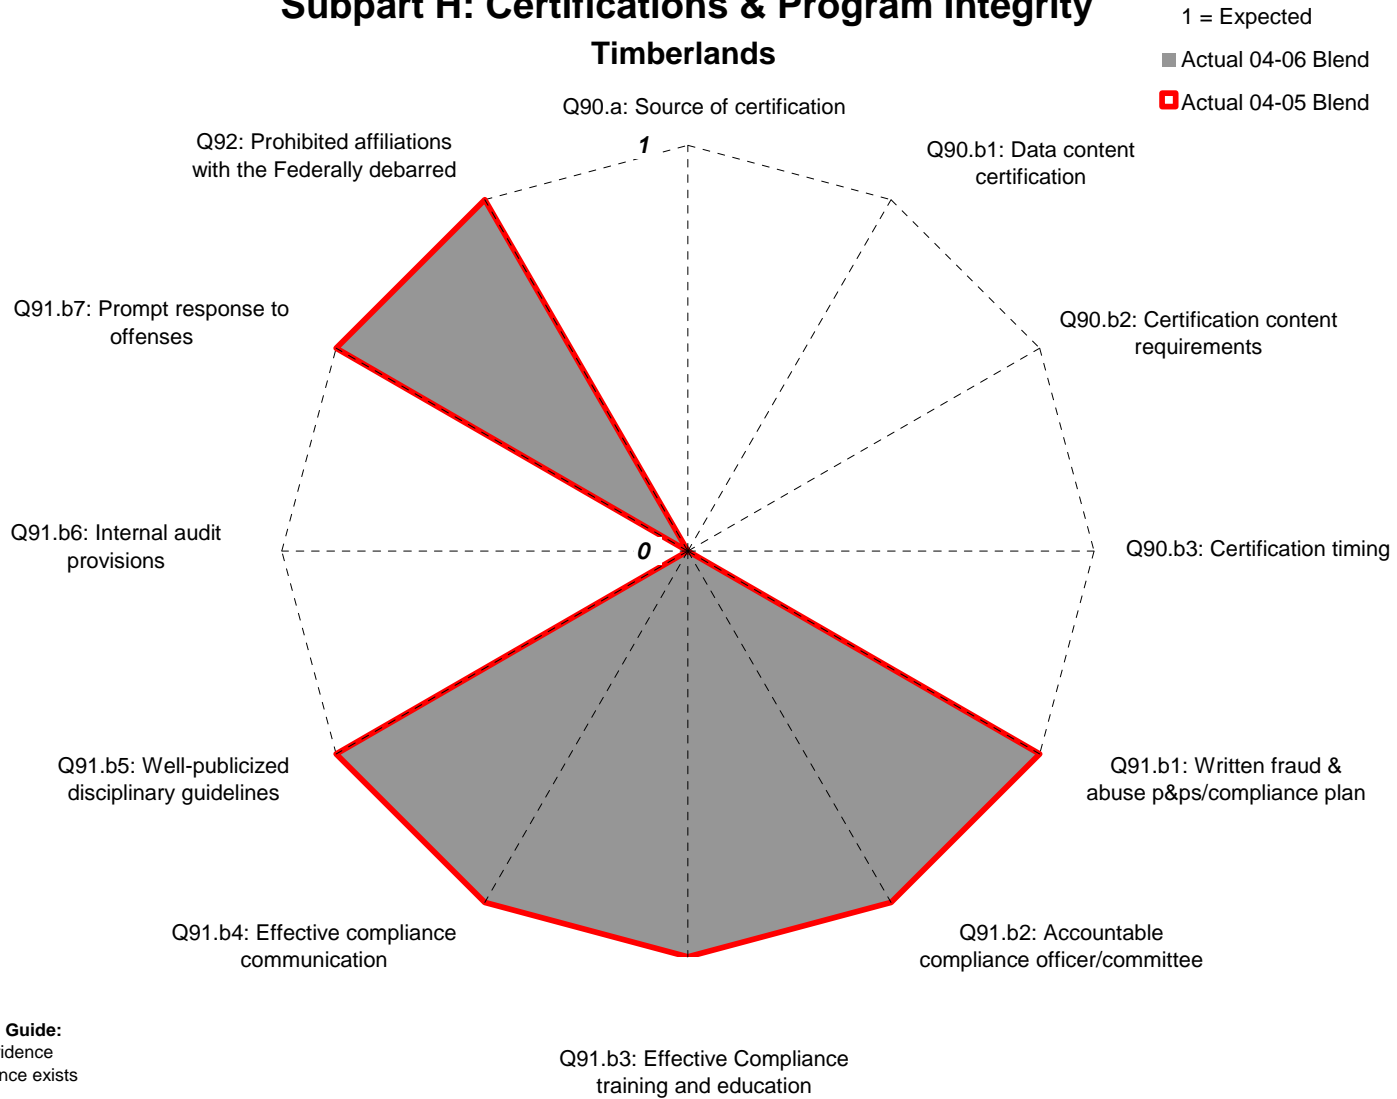 Subpart H: Certifications & Program Integrity
Timberlands
1 = Expected
Actual 04-06 Blend
Actual 04-05 Blend
Q90.a: Source of certification
Q92: Prohibited affiliations
with the Federally debarred
1
Q90.b1: Data content
certification
Q91.b7: Prompt response to
offenses
Q90.b2: Certification content
requirements
Q91.b6: Internal audit
provisions
0
Q90.b3: Certification timing
Q91.b5: Well-publicized
disciplinary guidelines
Q91.b1: Written fraud &
abuse p&ps/compliance plan
Q91.b4: Effective compliance
communication
Q91.b2: Accountable
compliance officer/committee
Guide:
idence
nce exists
Q91.b3: Effective Compliance
training and education